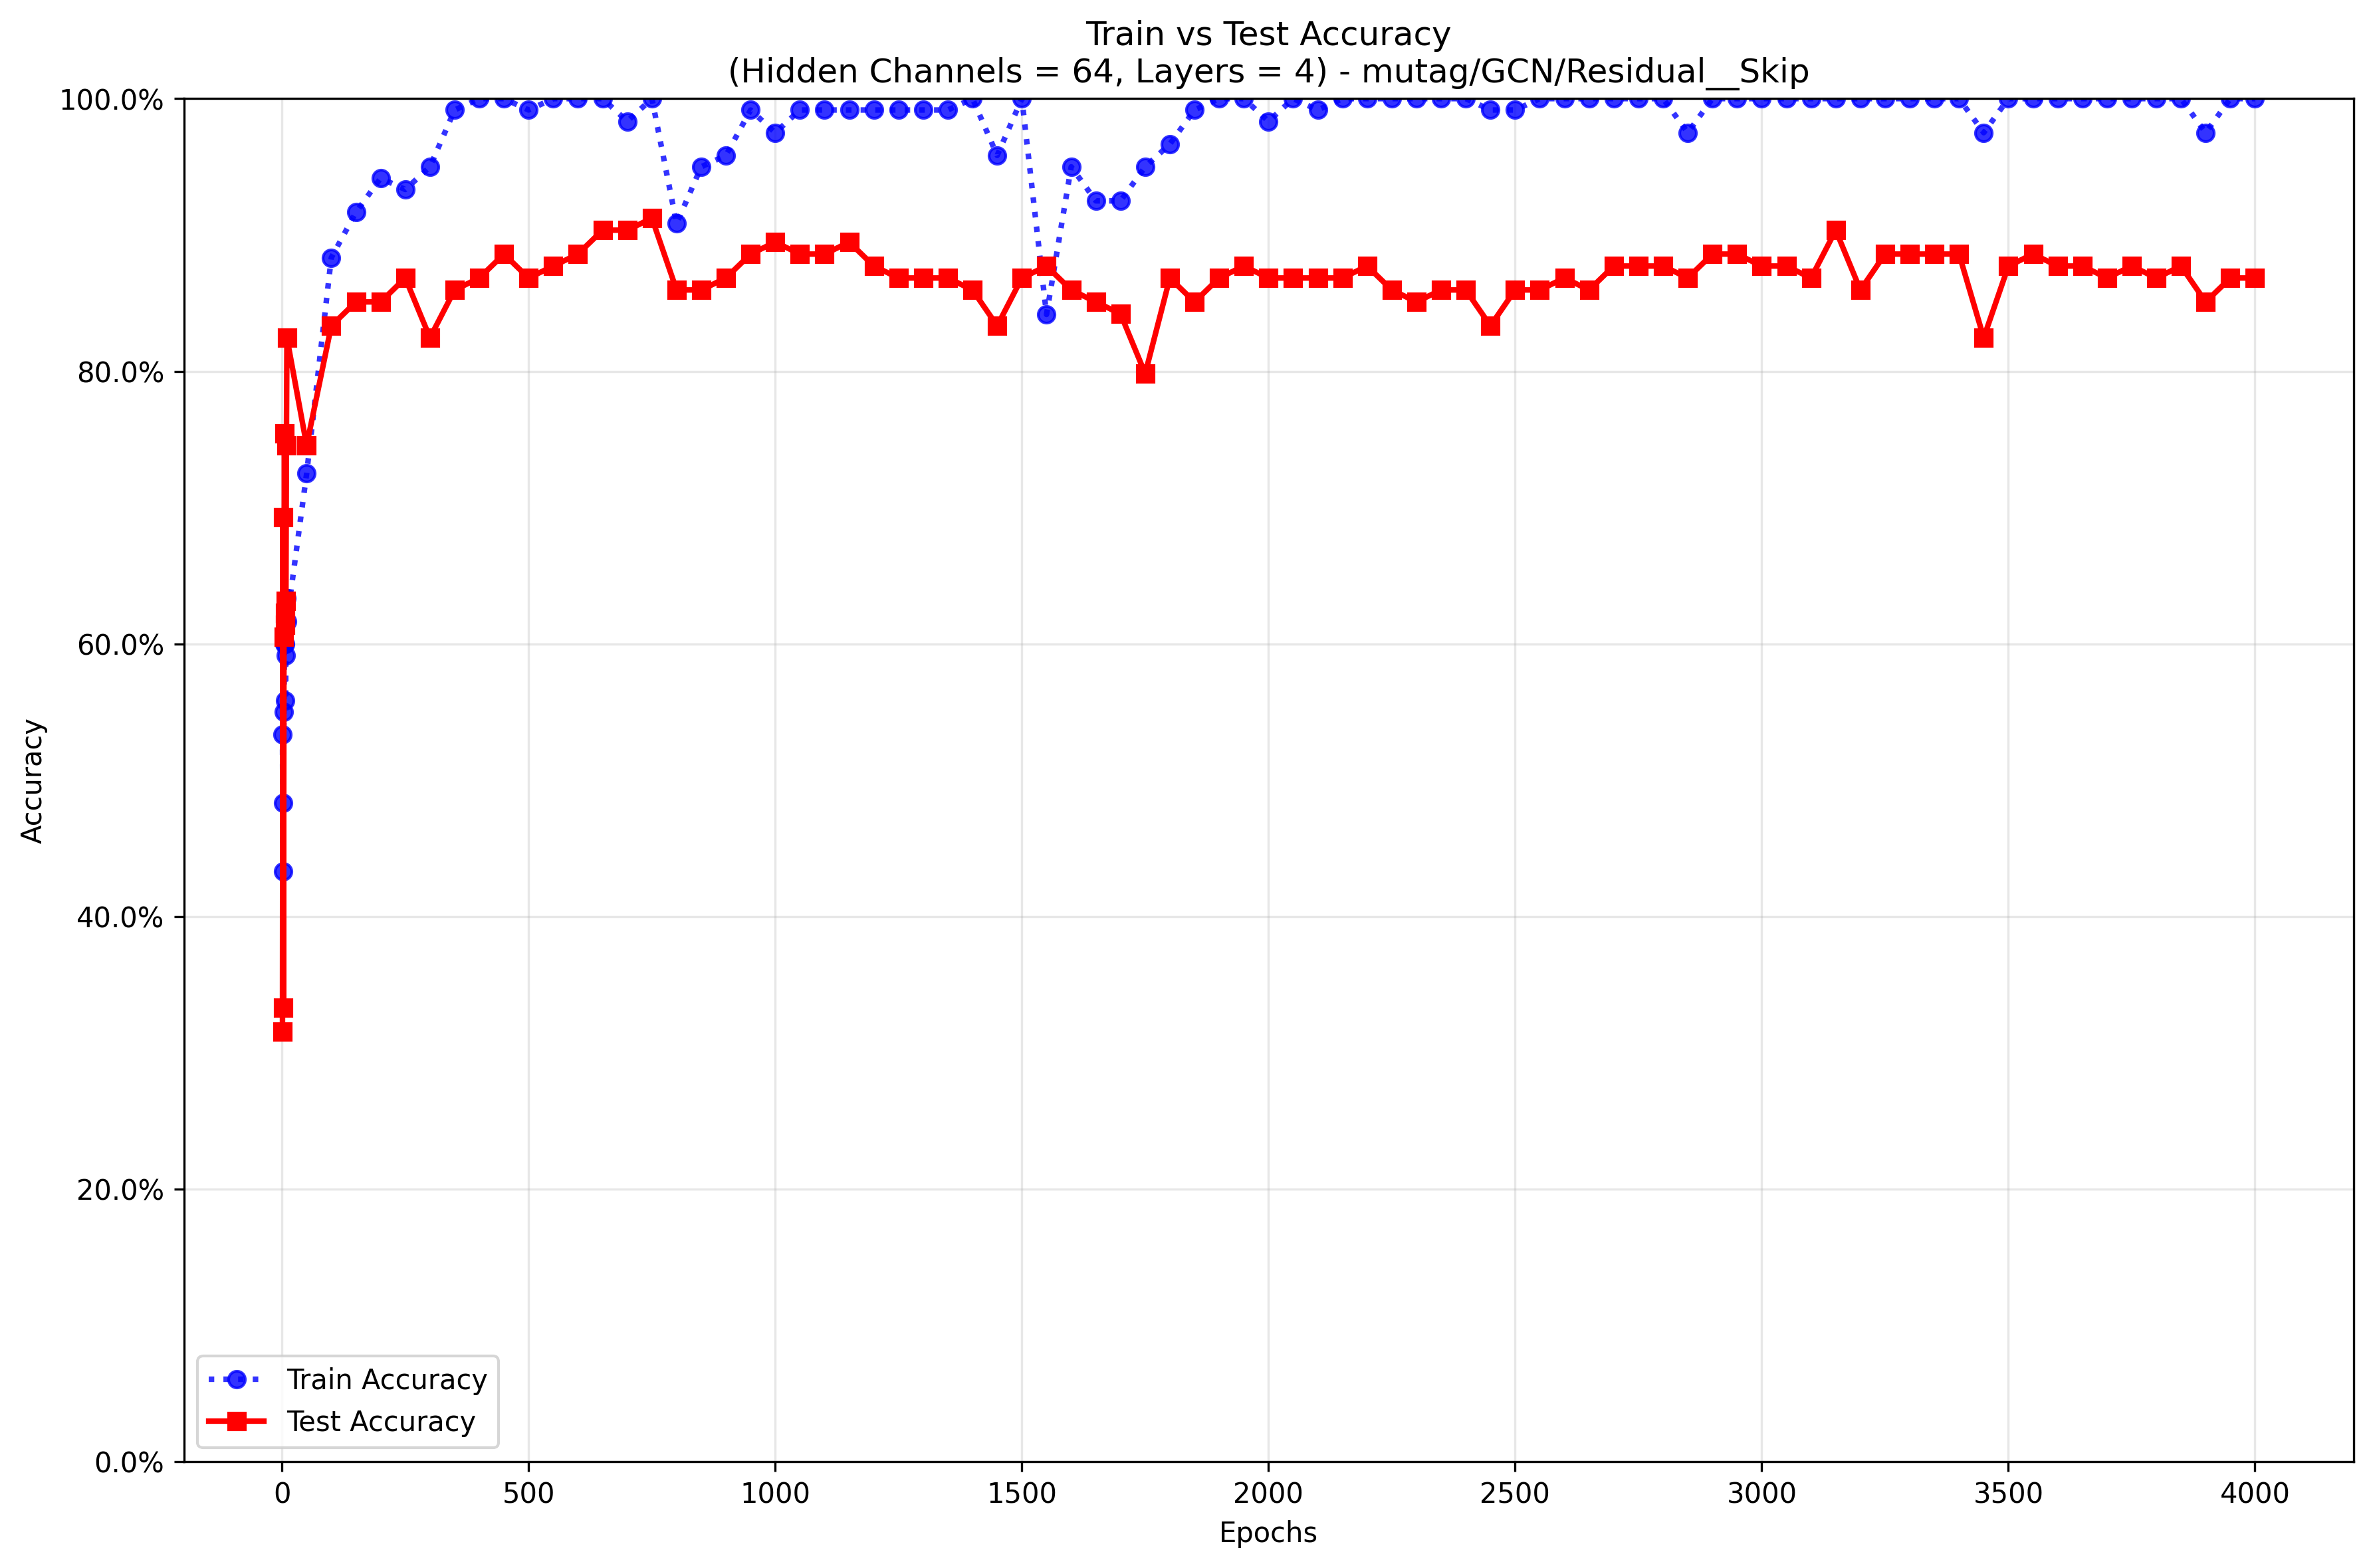 Train vs Test Accuracy
(Hidden Channels = 64, Layers = 4) - mutag/GCN/Residual__Skip
100.0%
80.0%
60.0%
40.0%
20.0%
0.0%
Accuracy
Train Accuracy
Test Accuracy
0 500 1000 1500 2000 2500 3000 3500 4000
Epochs